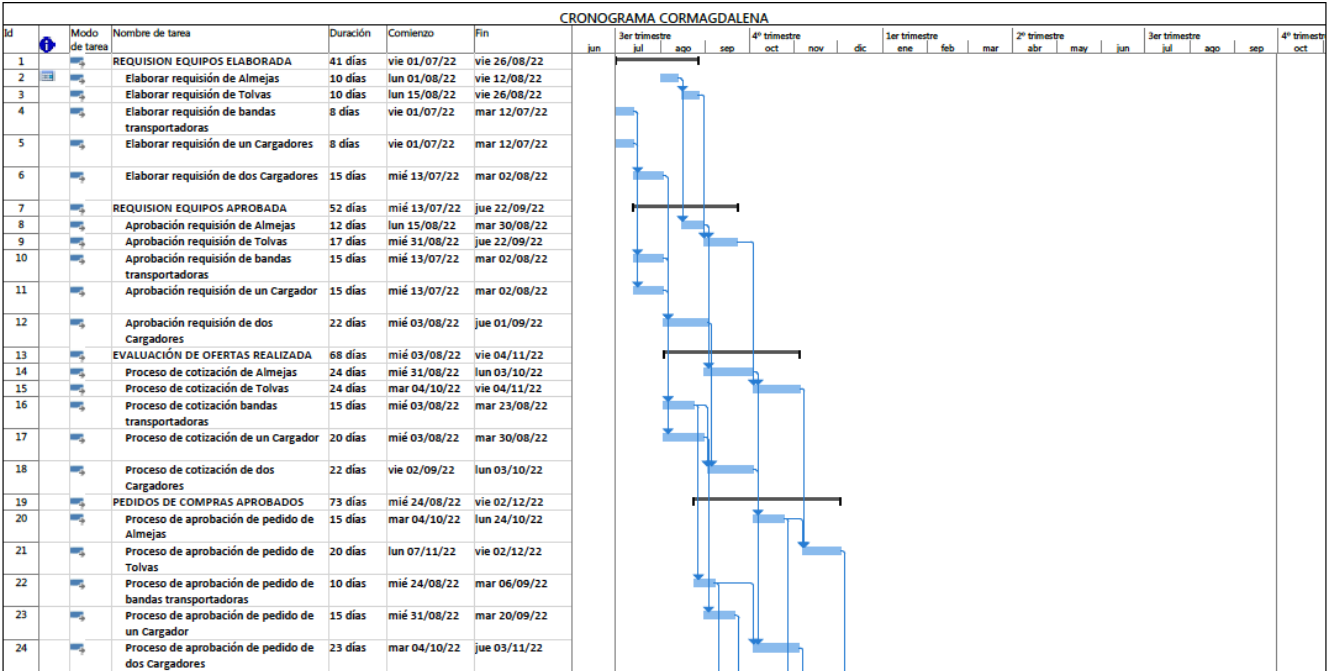 CRONOGRAMA CORMAGDALENA
Id Modo de tarea Nombre de tarea Duración Comienzo Fin
3er trimestre 4º trimestre 1er trimestre 2º trimestre 3er trimestre 4º trimestr
jun jul ago sep oct nov dic ene feb mar abr may jun jul ago sep oct
1 REQUISION EQUIPOS ELABORADA 41 días vie 01/07/22 vie 26/08/22
2 Elaborar requisión de Almejas 10 días lun 01/08/22 vie 12/08/22
3 Elaborar requisión de Tolvas 10 días lun 15/08/22 vie 26/08/22
4 Elaborar requisión de bandas 8 días vie 01/07/22 mar 12/07/22
transportadoras
5 Elaborar requisión de un Cargadores 8 días vie 01/07/22 mar 12/07/22
6 Elaborar requisión de dos Cargadores 15 días mié 13/07/22 mar 02/08/22
7 REQUISION EQUIPOS APROBADA 52 días mié 13/07/22 jue 22/09/22
8 Aprobación requisión de Almejas 12 días lun 15/08/22 mar 30/08/22
9 Aprobación requisión de Tolvas 17 días mié 31/08/22 jue 22/09/22
10 Aprobación requisión de bandas 15 días mié 13/07/22 mar 02/08/22
transportadoras
11 Aprobación requisión de un Cargador 15 días mié 13/07/22 mar 02/08/22
12 Aprobación requisión de dos 22 días mié 03/08/22 jue 01/09/22
Cargadores
13 EVALUACIÓN DE OFERTAS REALIZADA 68 días mié 03/08/22 vie 04/11/22
14 Proceso de cotización de Almejas 24 días mié 31/08/22 lun 03/10/22
15 Proceso de cotización de Tolvas 24 días mar 04/10/22 vie 04/11/22
16 Proceso de cotización bandas 15 días mié 03/08/22 mar 23/08/22
transportadoras
17 Proceso de cotización de un Cargador 20 días mié 03/08/22 mar 30/08/22
18 Proceso de cotización de dos 22 días vie 02/09/22 lun 03/10/22
Cargadores
19 PEDIDOS DE COMPRAS APROBADOS 73 días mié 24/08/22 vie 02/12/22
20 Proceso de aprobación de pedido de 15 días mar 04/10/22 lun 24/10/22
Almejas
21 Proceso de aprobación de pedido de 20 días lun 07/11/22 vie 02/12/22
Tolvas
22 Proceso de aprobación de pedido de 10 días mié 24/08/22 mar 06/09/22
bandas transportadoras
23 Proceso de aprobación de pedido de 15 días mié 31/08/22 mar 20/09/22
un Cargador
24 Proceso de aprobación de pedido de 23 días mar 04/10/22 jue 03/11/22
dos Cargadores